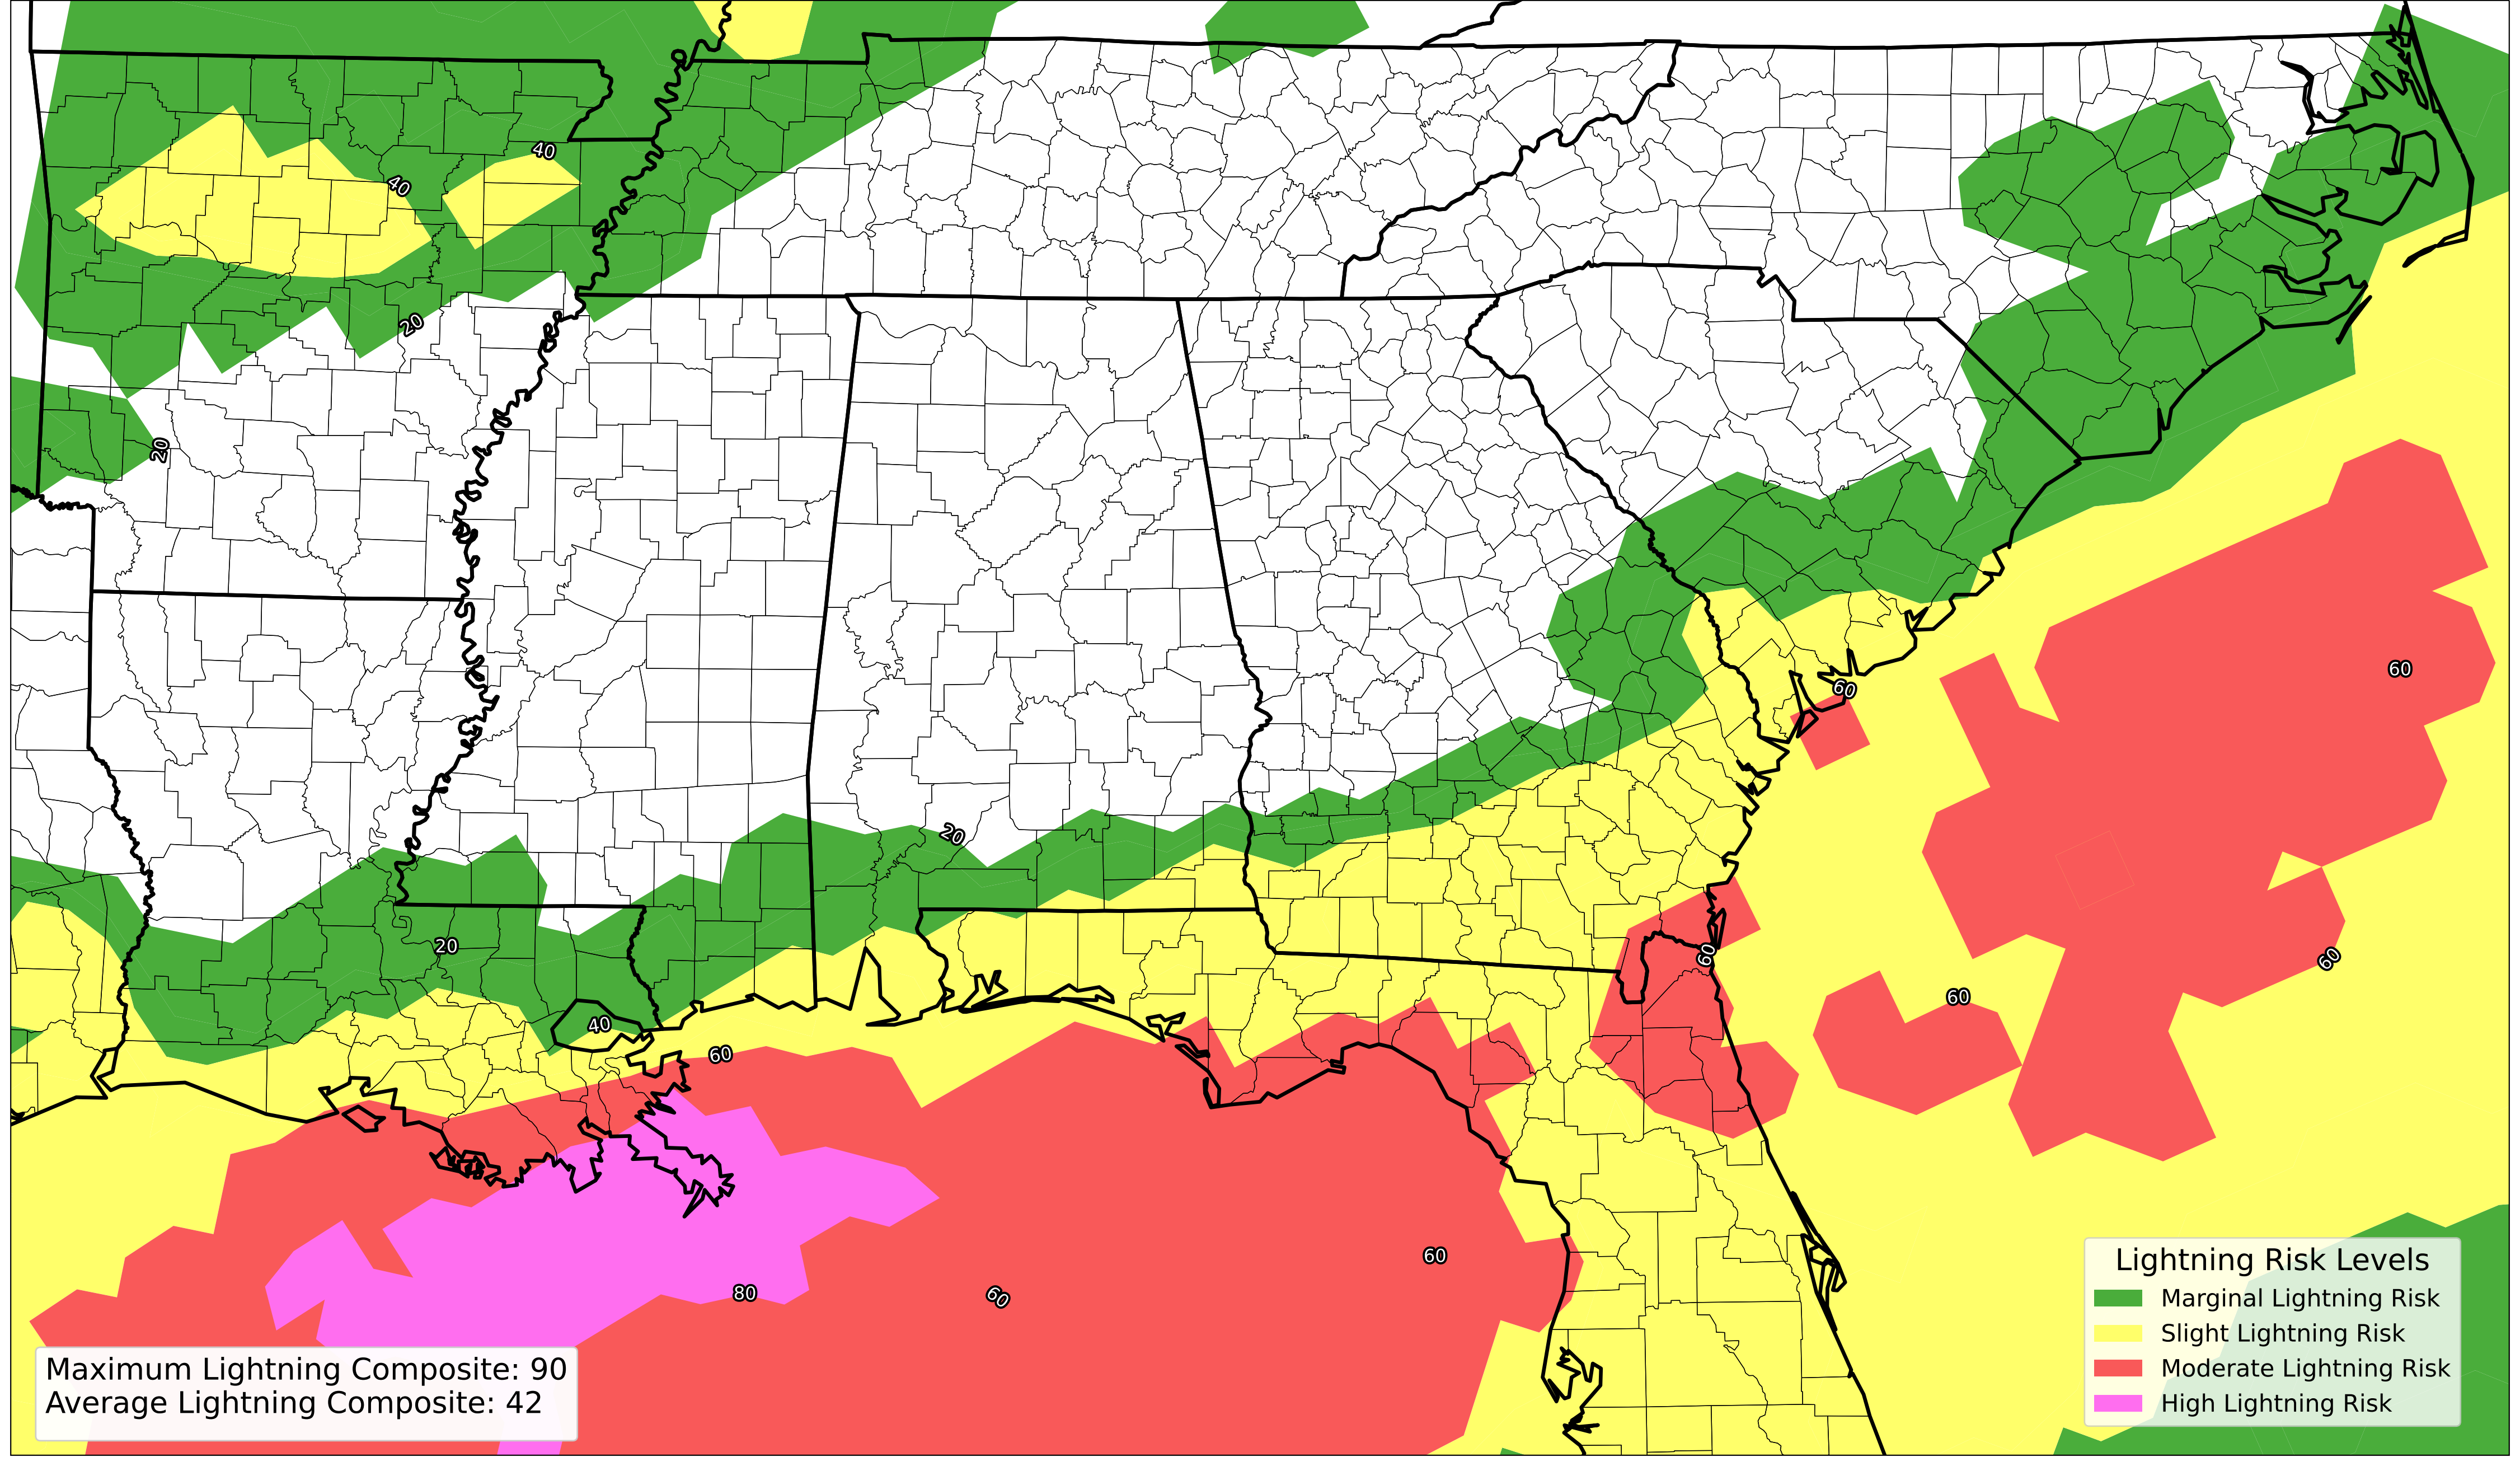 40
40
20
20
60
60
20
20
60
60
60
40
60
60
80
60
Lightning Risk Levels
Marginal Lightning Risk
Slight Lightning Risk
Moderate Lightning Risk
High Lightning Risk
Maximum Lightning Composite: 90
Average Lightning Composite: 42